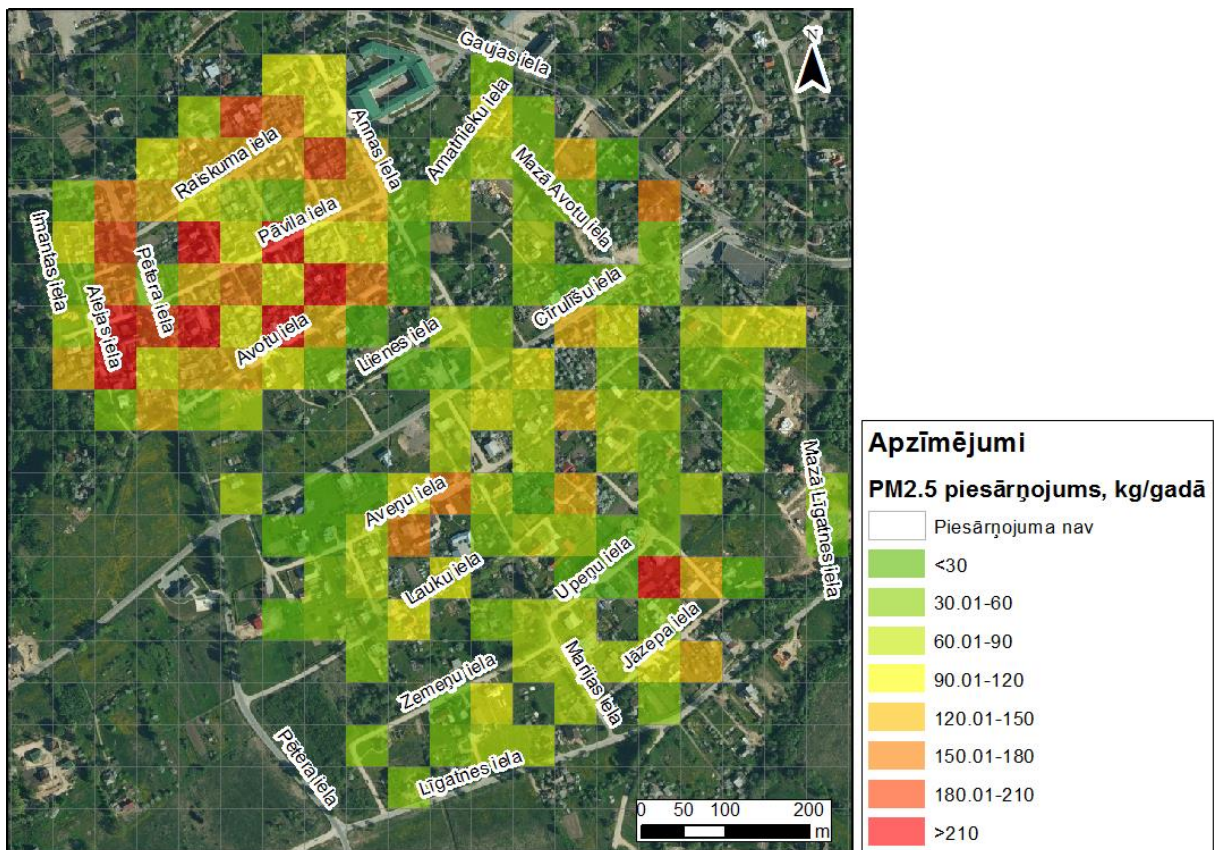 Gaujas iela
N
Annas iela
Amatnieku iela
Raiskuma iela
Mazā Avotu iela
Pāvila iela
Imantas iela
Pētera iela
Alejas iela
Cīrulīšu iela
Avotu iela
Lienes iela
Mazā Līgatnes iela
Aveņu iela
Upeņu iela
Lauku iela
Jāzepa iela
Marijas iela
Zemeņu iela
Pētera iela
Līgatnes iela
0 50 100 200
m
Apzīmējumi
PM2.5 piesārņojums, kg/gadā
Piesārņojuma nav
<30
30.01-60
60.01-90
90.01-120
120.01-150
150.01-180
180.01-210
>210